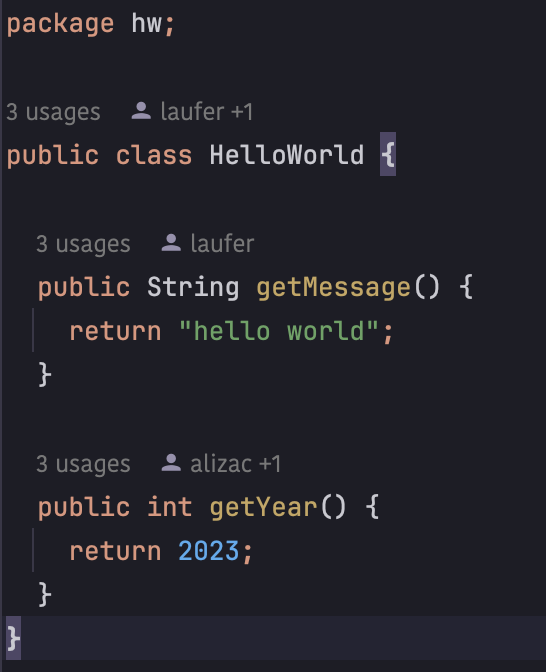 package hw;
3 usages laufer +1
public class HelloWorld {
3 usages laufer
public String getMessage() {
return "hello world";
}
3 usages alizac +1
public int getYear() {
return 2023;
}
}